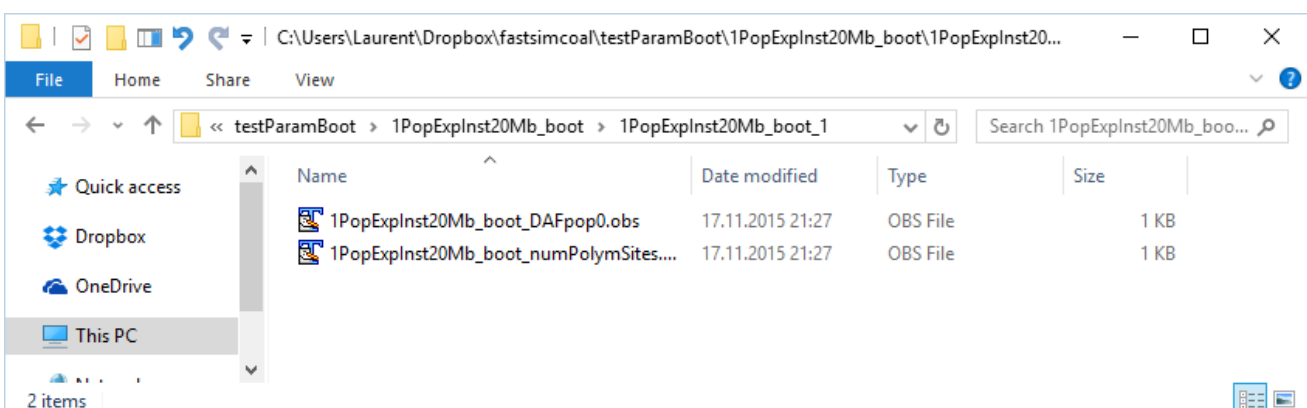 C:\Users\Laurent\Dropbox\fastsimcoal\testParamBoot\1PopExpInst20Mb_boot\1PopExpInst20...
File Home Share View
« testParamBoot > 1PopExpInst20Mb_boot > 1PopExpInst20Mb_boot_1 Search 1PopExpInst20Mb_boo...
Name Date modified Type Size
Quick access
1PopExpInst20Mb_boot_DAFpop0.obs 17.11.2015 21:27 OBS File 1 KB
Dropbox
1PopExpInst20Mb_boot_numPolymSites.... 17.11.2015 21:27 OBS File 1 KB
OneDrive
This PC
2 items